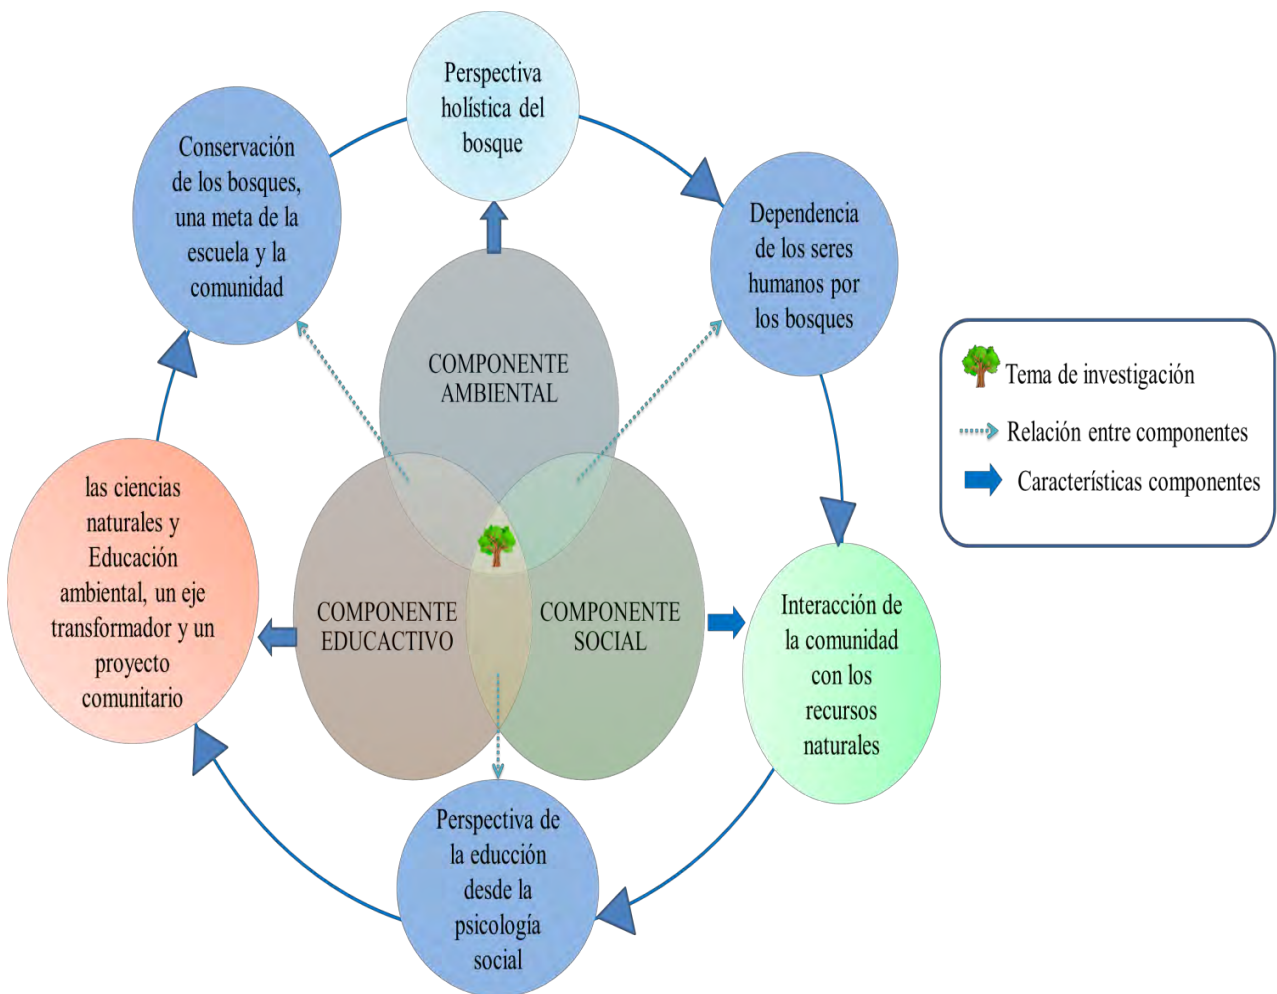 Perspectiva
holística del
bosque
Conservación
de los bosques,
una meta de la
escuela y la
comunidad
Dependencia
de los seres
humanos por
los bosques
COMPONENTE
AMBIENTAL
Tema de investigación
Relación entre componentes
Características componentes
las ciencias
naturales y
Educación
ambiental, un eje
transformador y un
proyecto
comunitario
COMPONENTE
EDUCACTIVO
COMPONENTE
SOCIAL
Interacción de
la comunidad
con los
recursos
naturales
Perspectiva de
la educción
desde la
psicología
social